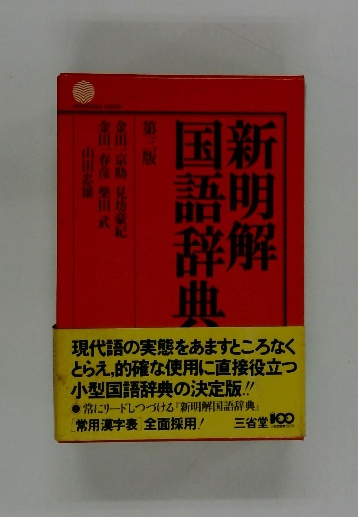 新明解
国語辞典
第三版
金田一京助 見坊豪紀
金田一春彦 柴田 武
山田忠雄
現代語の実態をあますところなく
とらえ,的確な使用に直接役立つ
小型国語辞典の決定版!!
●常にリードしつづける『新明解国語辞典』
「常用漢字表」全面採用!
三省堂 100